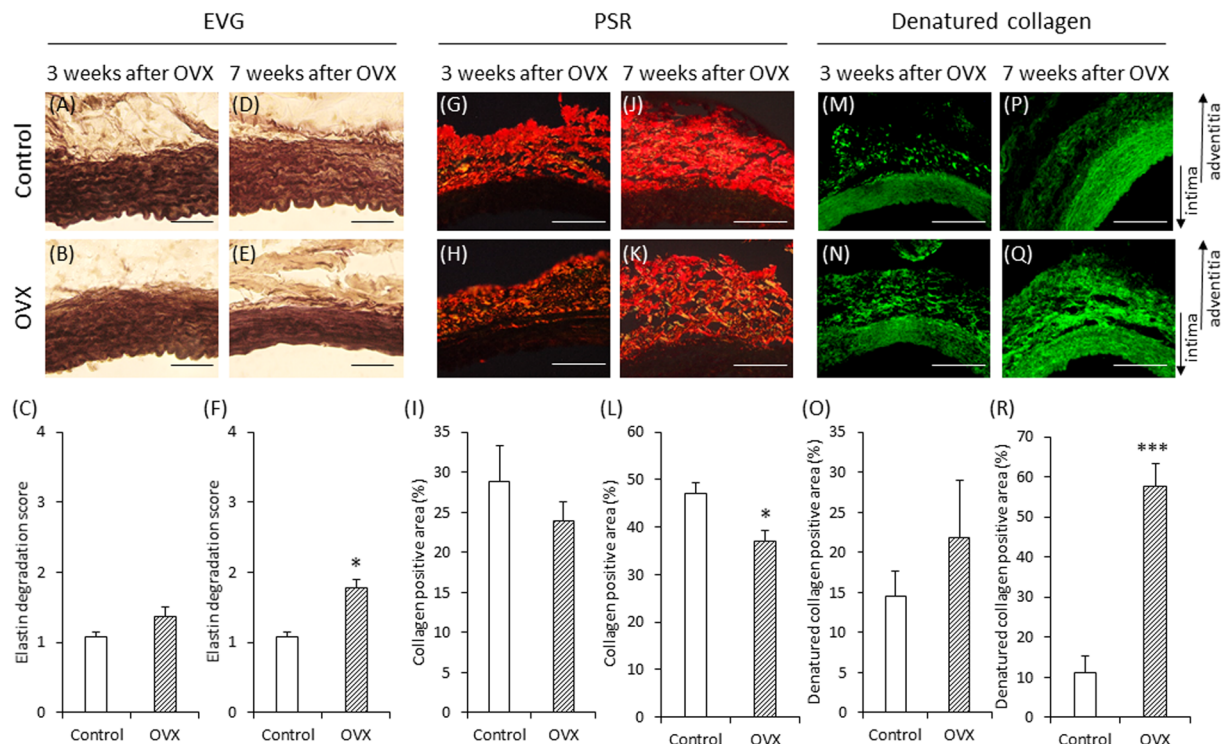 EVG
PSR
Denatured collagen
3 weeks after OVX
7 weeks after OVX
3 weeks after OVX
7 weeks after OVX
3 weeks after OVX
7 weeks after OVX
Control
(A)
(D)
(G)
(J)
(M)
(P)
intima
adventitia
OVX
(B)
(E)
(H)
(K)
(N)
(Q)
intima
adventitia
(C)
Elastin degradation score
4
3
2
1
0
Control
OVX
(F)
Elastin degradation score
4
3
2
1
0
*
Control
OVX
(I)
Collagen positive area (%)
35
30
25
20
15
10
5
0
Control
OVX
(L)
Collagen positive area (%)
60
50
40
30
20
10
0
*
Control
OVX
(O)
Denatured collagen positive area (%)
35
30
25
20
15
10
5
0
Control
OVX
(R)
Denatured collagen positive area (%)
70
60
50
40
30
20
10
0
***
Control
OVX